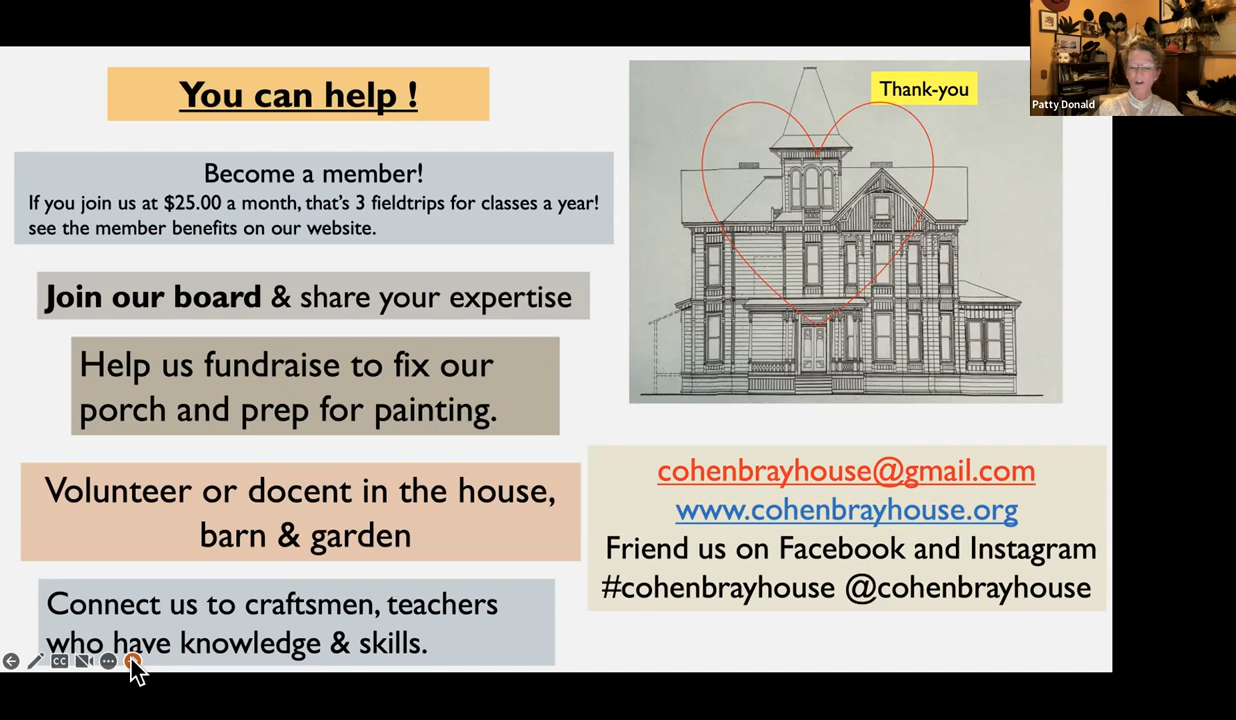 You can help !
Become a member!
If you join us at $25.00 a month, that's 3 fieldtrips for classes a year!
see the member benefits on our website.
Join our board & share your expertise
Help us fundraise to fix our
porch and prep for painting.
Volunteer or docent in the house,
barn & garden
Connect us to craftsmen, teachers
who have knowledge & skills.
CC
Thank-you
Patty Donald
cohenbrayhouse@gmail.com
www.cohenbrayhouse.org
Friend us on Facebook and Instagram
#cohenbrayhouse @cohenbrayhouse